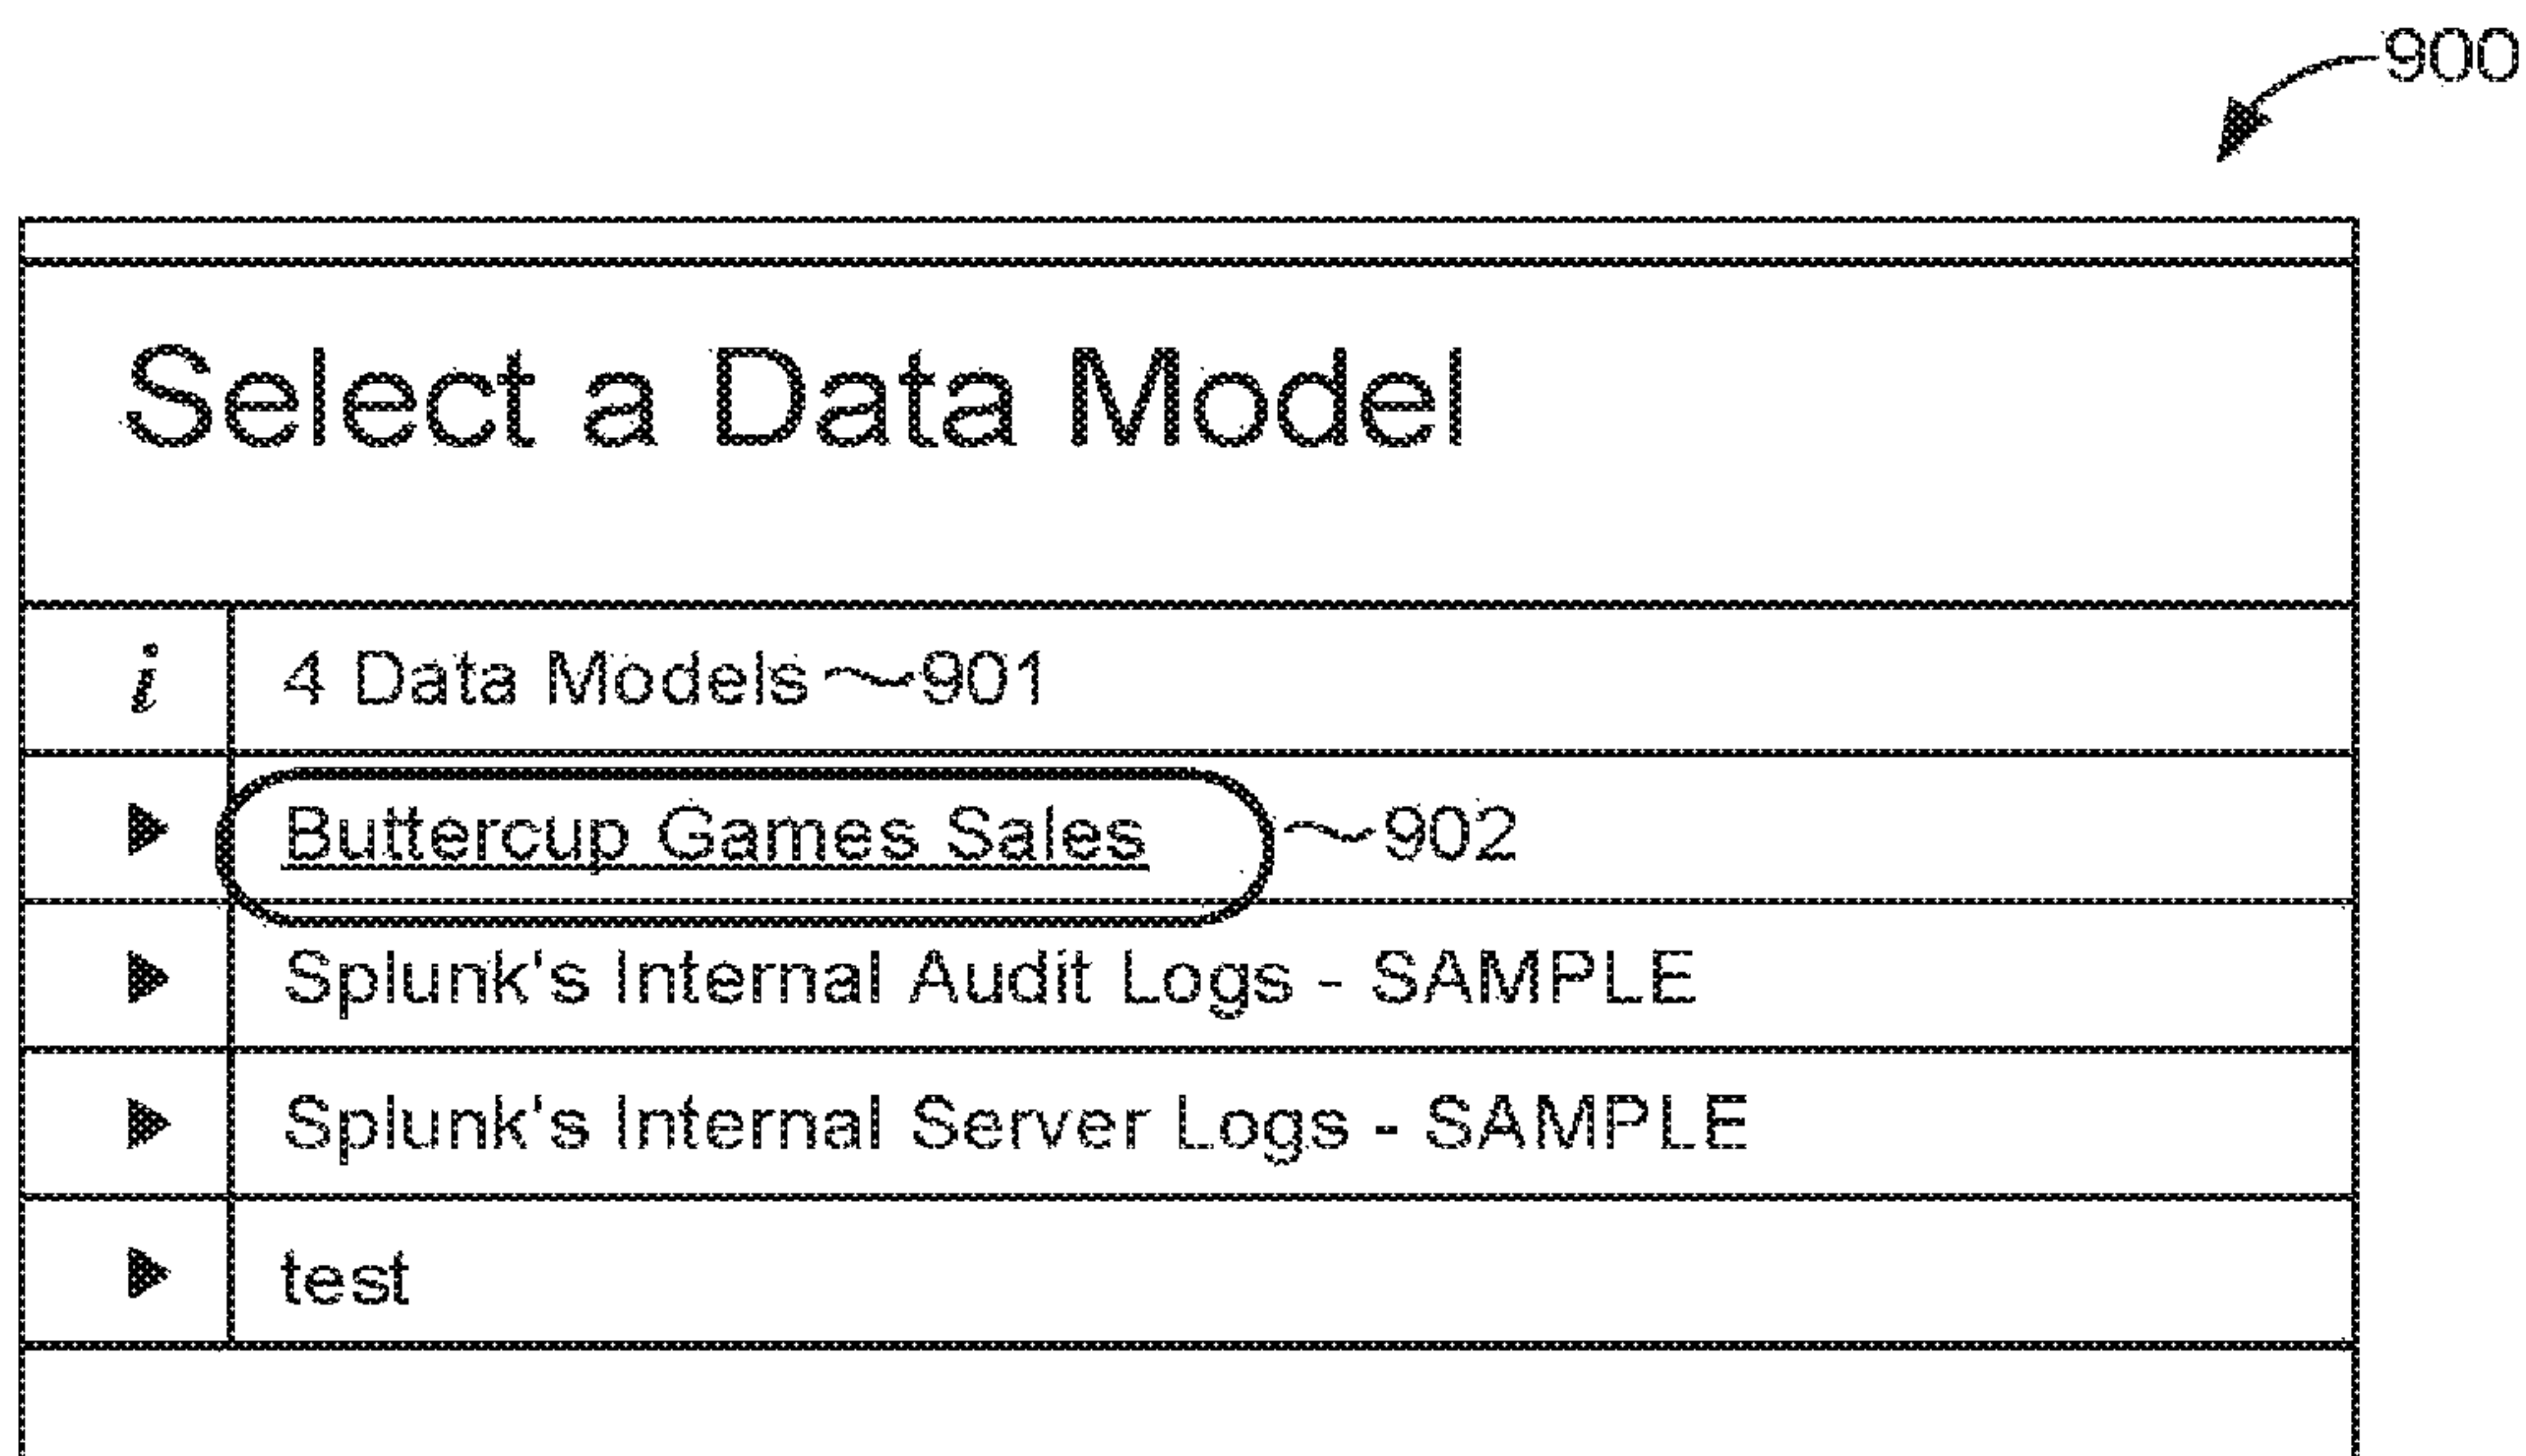 900
Select a Data Model
i 4 Data Models 901
Buttercup Games Sales 902
Splunk's Internal Audit Logs - SAMPLE
Splunk's Internal Server Logs - SAMPLE
test